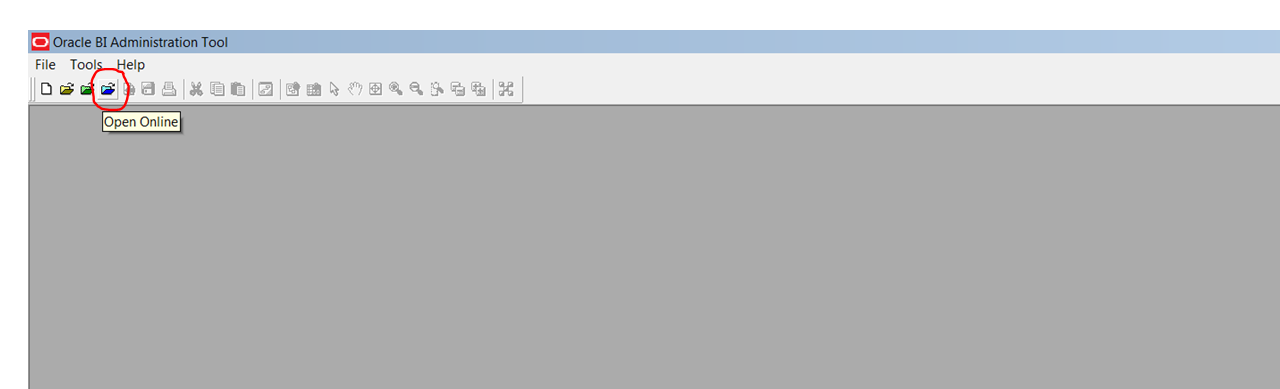 Oracle BI Administration Tool
File Tools Help
Open Online